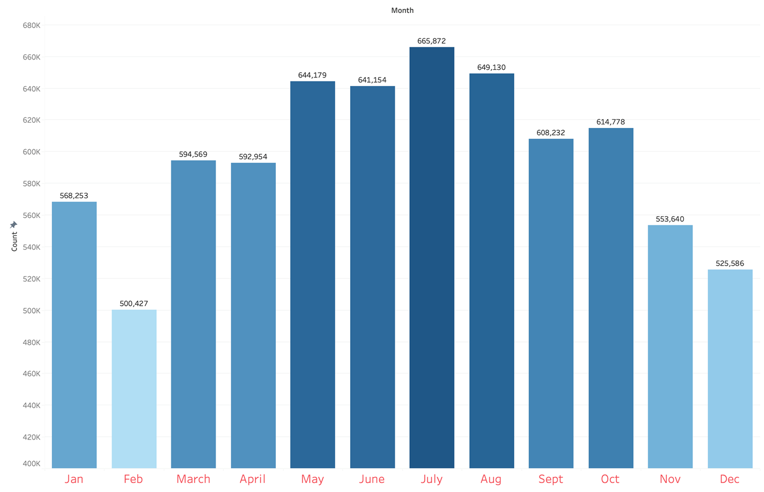 Month
680K
660K
640K
620K
600K
580K
560K
540K
520K
500K
480K
460K
440K
420K
400K
Count
568,253
500,427
594,569
592,954
644,179
641,154
665,872
649,130
608,232
614,778
553,640
525,586
Jan Feb March April May June July Aug Sept Oct Nov Dec